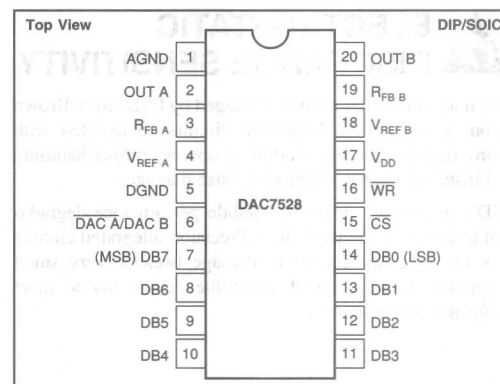 Top View DIP/SOIC
AGND 1 20 OUT B
OUT A 2 19 RFB B
RFB A 3 18 VREF B
VREF A 4 17 VDD
DGND 5 16 WR
DAC7528
DAC A/DAC B 6 15 CS
(MSB) DB7 7 14 DB0 (LSB)
DB6 8 13 DB1
DB5 9 12 DB2
DB4 10 11 DB3